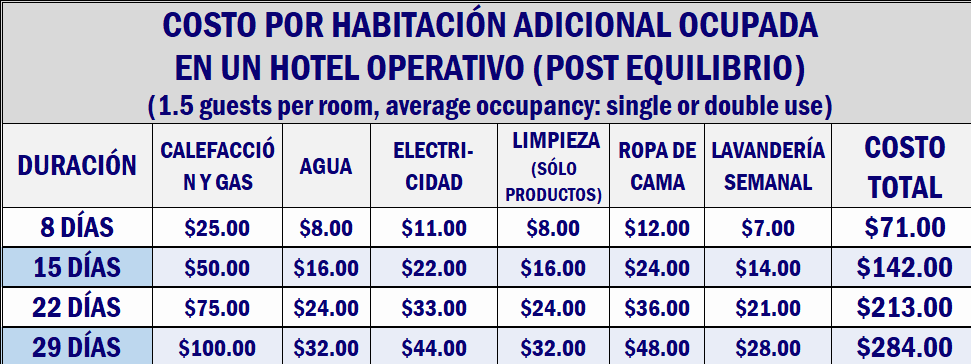 COSTO POR HABITACIÓN ADICIONAL OCUPADA
EN UN HOTEL OPERATIVO (POST EQUILIBRIO)
(1.5 guests per room, average occupancy: single or double use)
DURACIÓN CALEFACCIÓ AGUA ELECTRI- LIMPIEZA ROPA DE LAVANDERÍA COSTO
N Y GAS CIDAD (SÓLO CAMA SEMANAL TOTAL
PRODUCTOS)
8 DÍAS $25.00 $8.00 $11.00 $8.00 $12.00 $7.00 $71.00
15 DÍAS $50.00 $16.00 $22.00 $16.00 $24.00 $14.00 $142.00
22 DÍAS $75.00 $24.00 $33.00 $24.00 $36.00 $21.00 $213.00
29 DÍAS $100.00 $32.00 $44.00 $32.00 $48.00 $28.00 $284.00